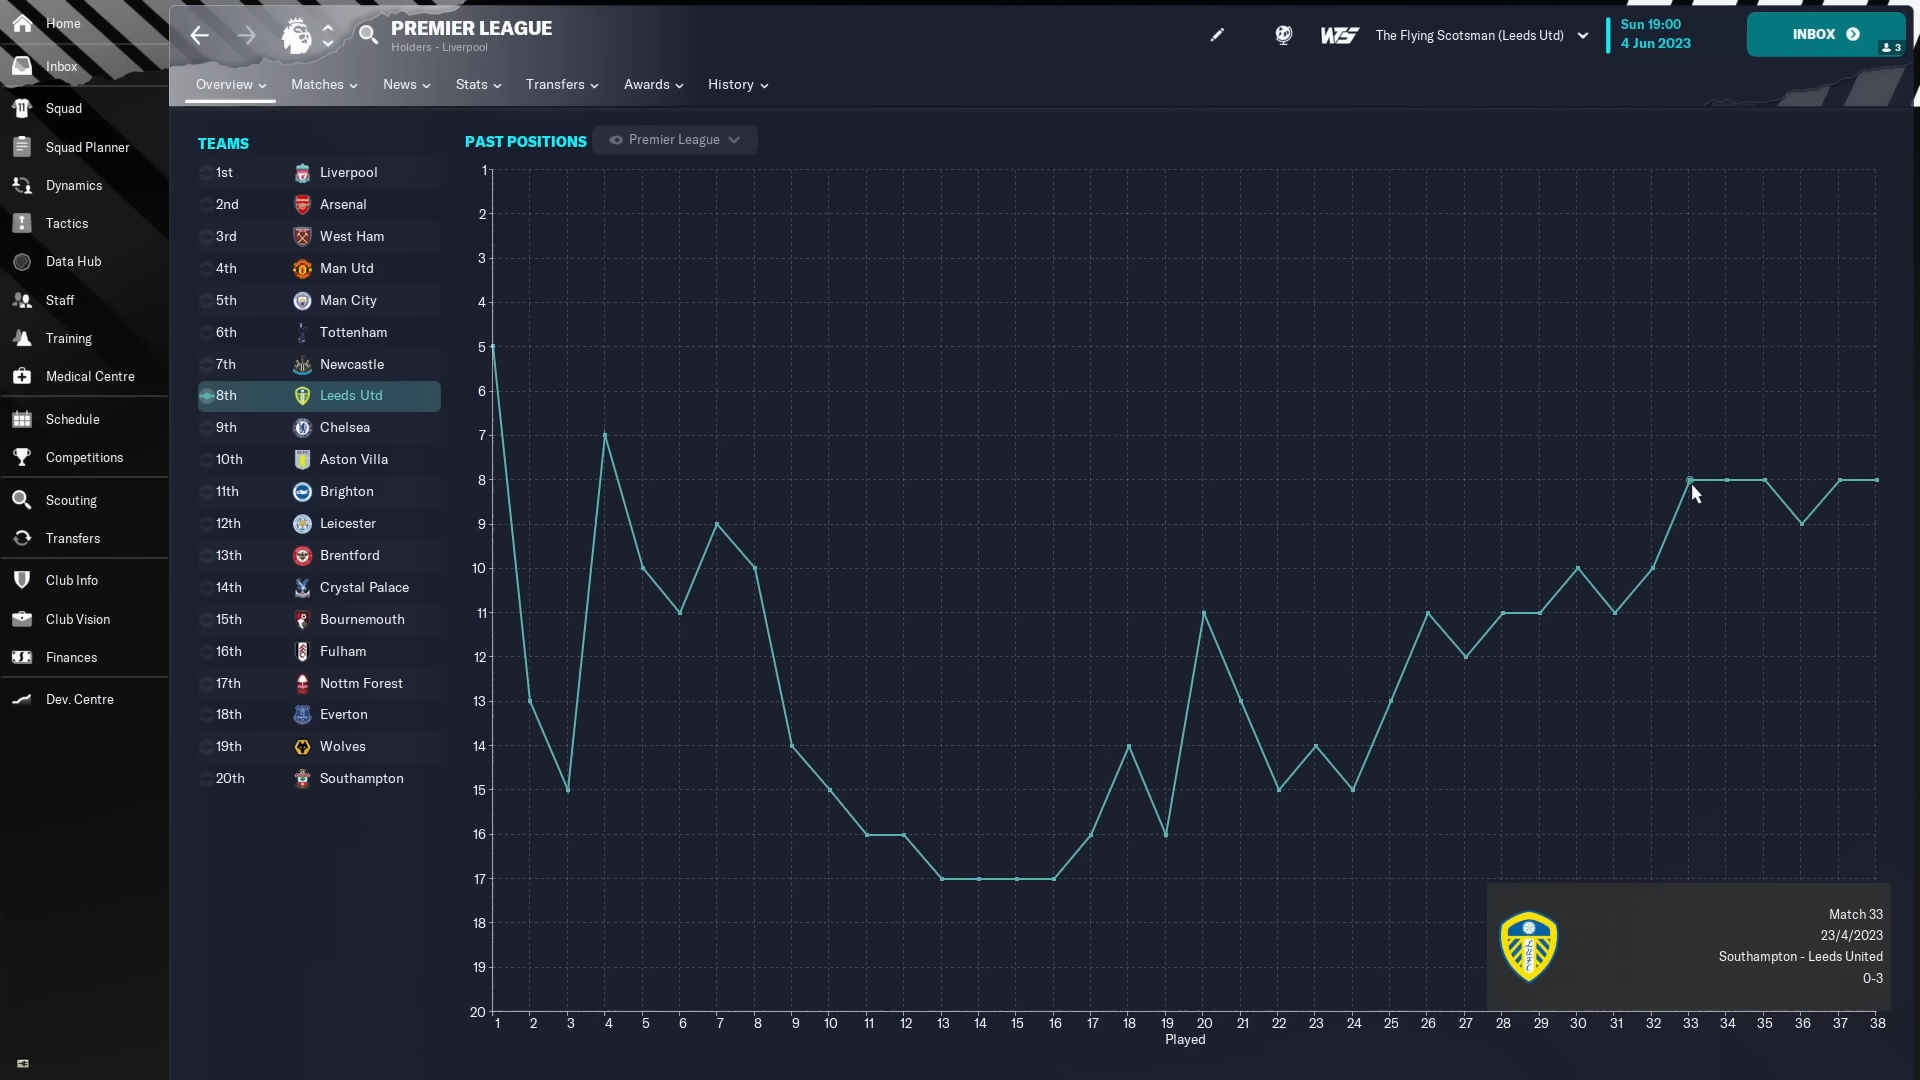 Home
Inbox
Squad
Squad Planner
Dynamics
Tactics
Data Hub
Staff
Training
Medical Centre
Schedule
Competitions
Scouting
Transfers
Club Info
Club Vision
Finances
Dev. Centre
PREMIER LEAGUE
Holders - Liverpool
The Flying Scotsman (Leeds Utd)
Sun 19:00
4 Jun 2023
INBOX
3
Overview Matches News Stats Transfers Awards History
TEAMS
1st Liverpool
2nd Arsenal
3rd West Ham
4th Man Utd
5th Man City
6th Tottenham
7th Newcastle
8th Leeds Utd
9th Chelsea
10th Aston Villa
11th Brighton
12th Leicester
13th Brentford
14th Crystal Palace
15th Bournemouth
16th Fulham
17th Nottm Forest
18th Everton
19th Wolves
20th Southampton
PAST POSITIONS Premier League
1
2
3
4
5
6
7
8
9
10
11
12
13
14
15
16
17
18
19
20
1 2 3 4 5 6 7 8 9 10 11 12 13 14 15 16 17 18 19 20 21 22 23 24 25 26 27 28 29 30 31 32 33 34 35 36 37 38
Played
Match 33
23/4/2023
Southampton - Leeds United
0-3